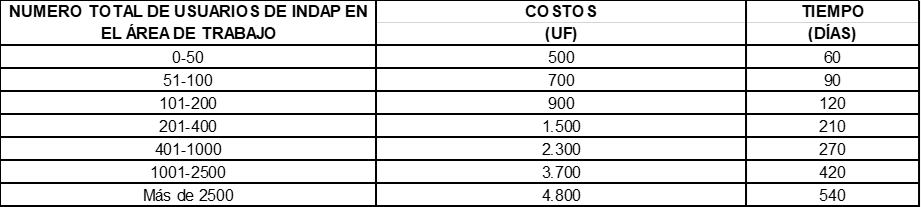 NUMERO TOTAL DE USUARIOS DE INDAP EN EL ÁREA DE TRABAJO COSTOS (UF) TIEMPO (DÍAS)
0-50 500 60
51-100 700 90
101-200 900 120
201-400 1.500 210
401-1000 2.300 270
1001-2500 3.700 420
Más de 2500 4.800 540